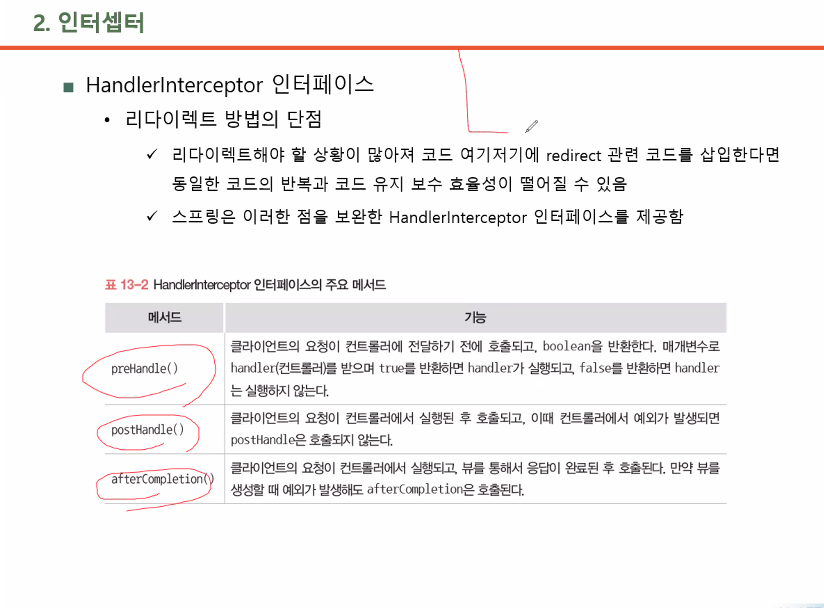 2. 인터셉터
■ HandlerInterceptor 인터페이스
• 리다이렉트 방법의 단점
✓ 리다이렉트해야 할 상황이 많아져 코드 여기저기에 redirect 관련 코드를 삽입한다면
동일한 코드의 반복과 코드 유지 보수 효율성이 떨어질 수 있음
✓ 스프링은 이러한 점을 보완한 HandlerInterceptor 인터페이스를 제공함
표 13-2 HandlerInterceptor 인터페이스의 주요 메서드
메서드 기능
클라이언트의 요청이 컨트롤러에 전달하기 전에 호출되고, boolean을 반환한다. 매개변수로
preHandle() handler(컨트롤러)를 받으며 true를 반환하면 handler가 실행되고, false를 반환하면 handler
는 실행하지 않는다.
클라이언트의 요청이 컨트롤러에서 실행된 후 호출되고, 이때 컨트롤러에서 예외가 발생되면
postHandle() postHandle은 호출되지 않는다.
클라이언트의 요청이 컨트롤러에서 실행되고, 뷰를 통해서 응답이 완료된 후 호출된다. 만약 뷰를
afterCompletion() 생성할 때 예외가 발생해도 afterCompletion은 호출된다.